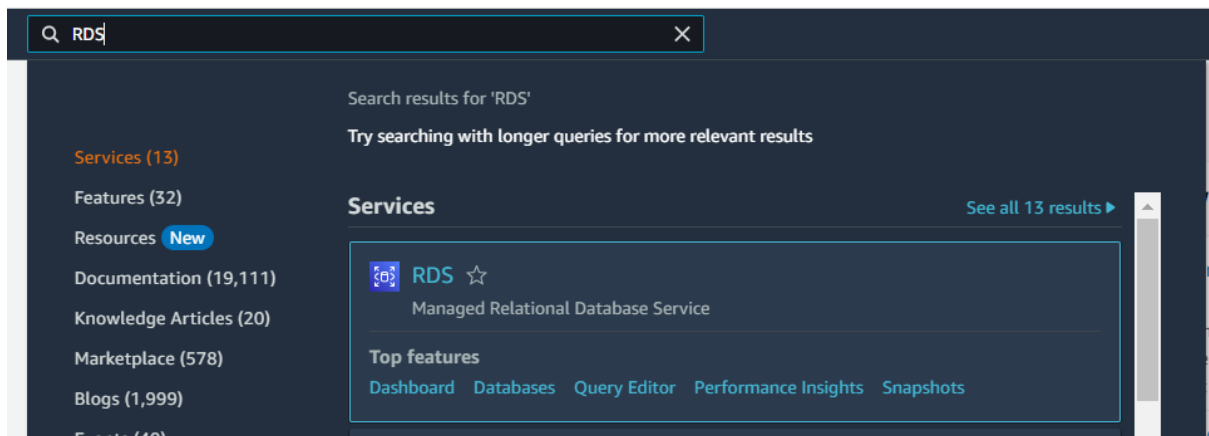 RDS
Search results for 'RDS'
Try searching with longer queries for more relevant results
Services (13)
Features (32)
Resources New
Documentation (19,111)
Knowledge Articles (20)
Marketplace (578)
Blogs (1,999)
Services
See all 13 results
RDS
Managed Relational Database Service
Top features
Dashboard Databases Query Editor Performance Insights Snapshots